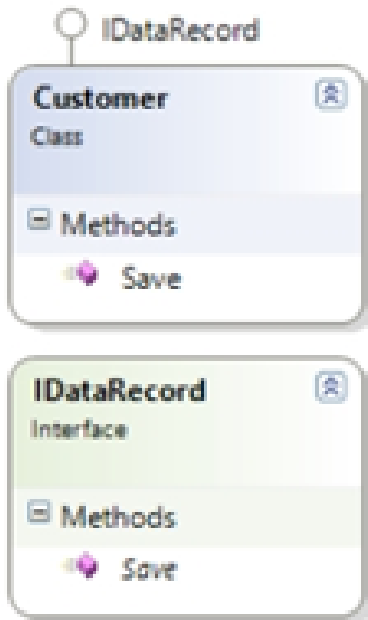 IDataRecord
Customer
Class
Methods
Save
IDataRecord
Interface
Methods
Save